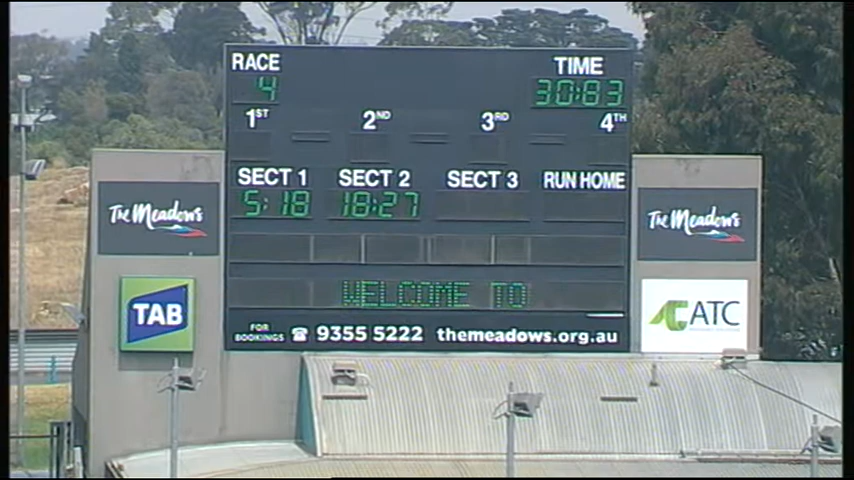 RACE TIME
4 30:83
1ST 2ND 3RD 4TH
SECT 1 SECT 2 SECT 3 RUN HOME
5:18 18:27
The Meadows
The Meadows
TAB
WELCOME TO
ATC
FOR BOOKINGS ☎ 9355 5222 themeadows.org.au